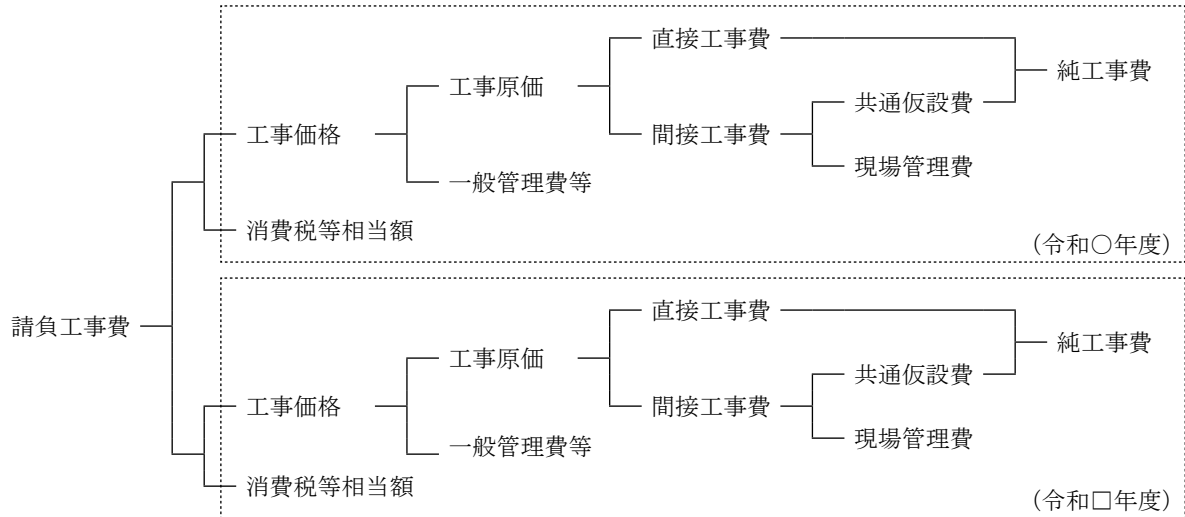 直接工事費
純工事費
工事原価
共通仮設費
工事価格
間接工事費
現場管理費
一般管理費等
消費税等相当額
(令和〇年度)
請負工事費
直接工事費
純工事費
工事原価
共通仮設費
工事価格
間接工事費
現場管理費
一般管理費等
消費税等相当額
(令和□年度)